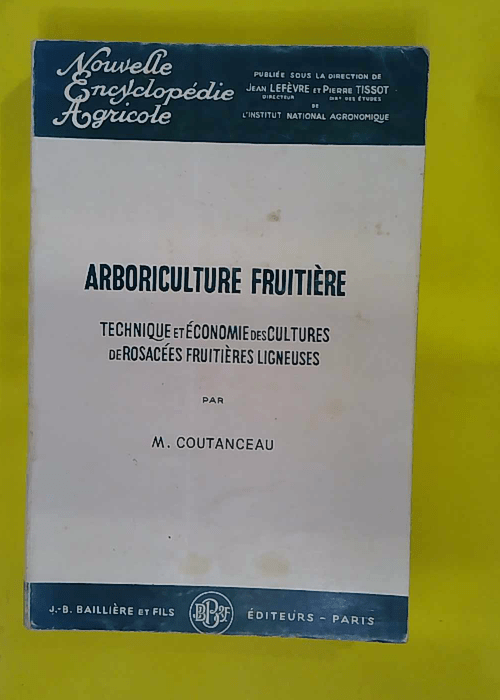 Nouvelle
Encyclopédie
Agricole
PUBLIÉE SOUS LA DIRECTION DE
JEAN LEFÈVRE ET PIERRE TISSOT
DIRECTEUR DIRr DES ÉTUDES
DE
L'INSTITUT NATIONAL AGRONOMIQUE
ARBORICULTURE FRUITIÈRE
TECHNIQUE ET ÉCONOMIE DES CULTURES
DE ROSACÉES FRUITIÈRES LIGNEUSES
PAR
M. COUTANCEAU
J.-B. BAILLIÈRE ET FILS ÉDITEURS - PARIS